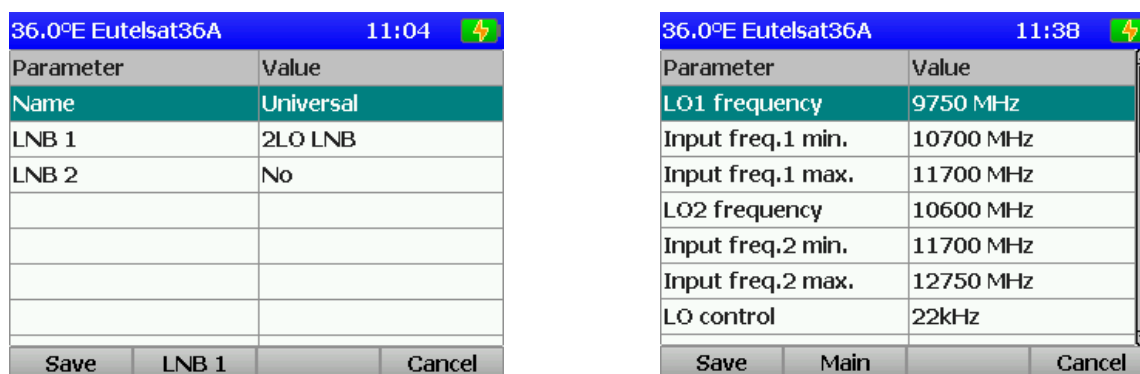 36.0ºE Eutelsat36A 11:04
Parameter Value
Name Universal
LNB 1 2LO LNB
LNB 2 No
Save LNB 1 Cancel
36.0ºE Eutelsat36A 11:38
Parameter Value
LO1 frequency 9750 MHz
Input freq.1 min. 10700 MHz
Input freq.1 max. 11700 MHz
LO2 frequency 10600 MHz
Input freq.2 min. 11700 MHz
Input freq.2 max. 12750 MHz
LO control 22kHz
Save Main Cancel